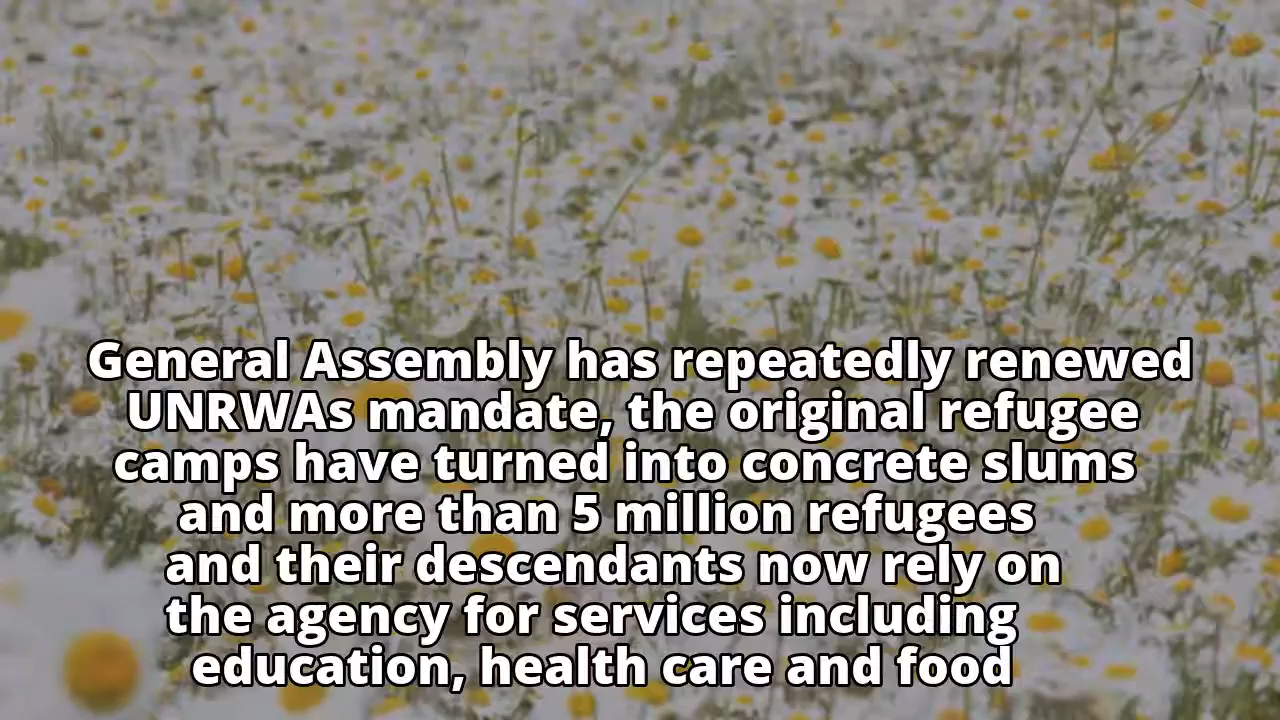 General Assembly has repeatedly renewed
UNRWAs mandate, the original refugee
camps have turned into concrete slums
and more than 5 million refugees
and their descendants now rely on
the agency for services including
education, health care and food